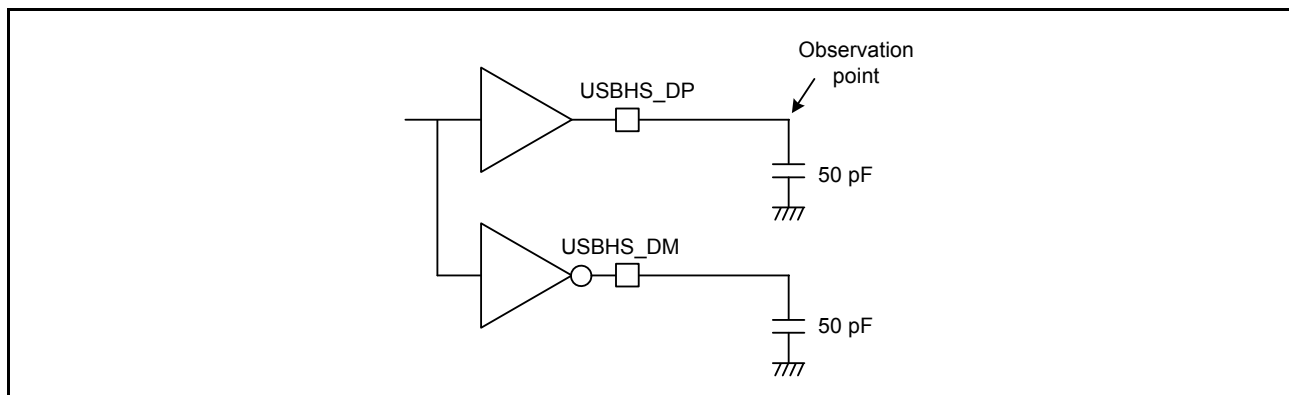 Observation
point
USBHS_DP
50 pF
USBHS_DM
50 pF